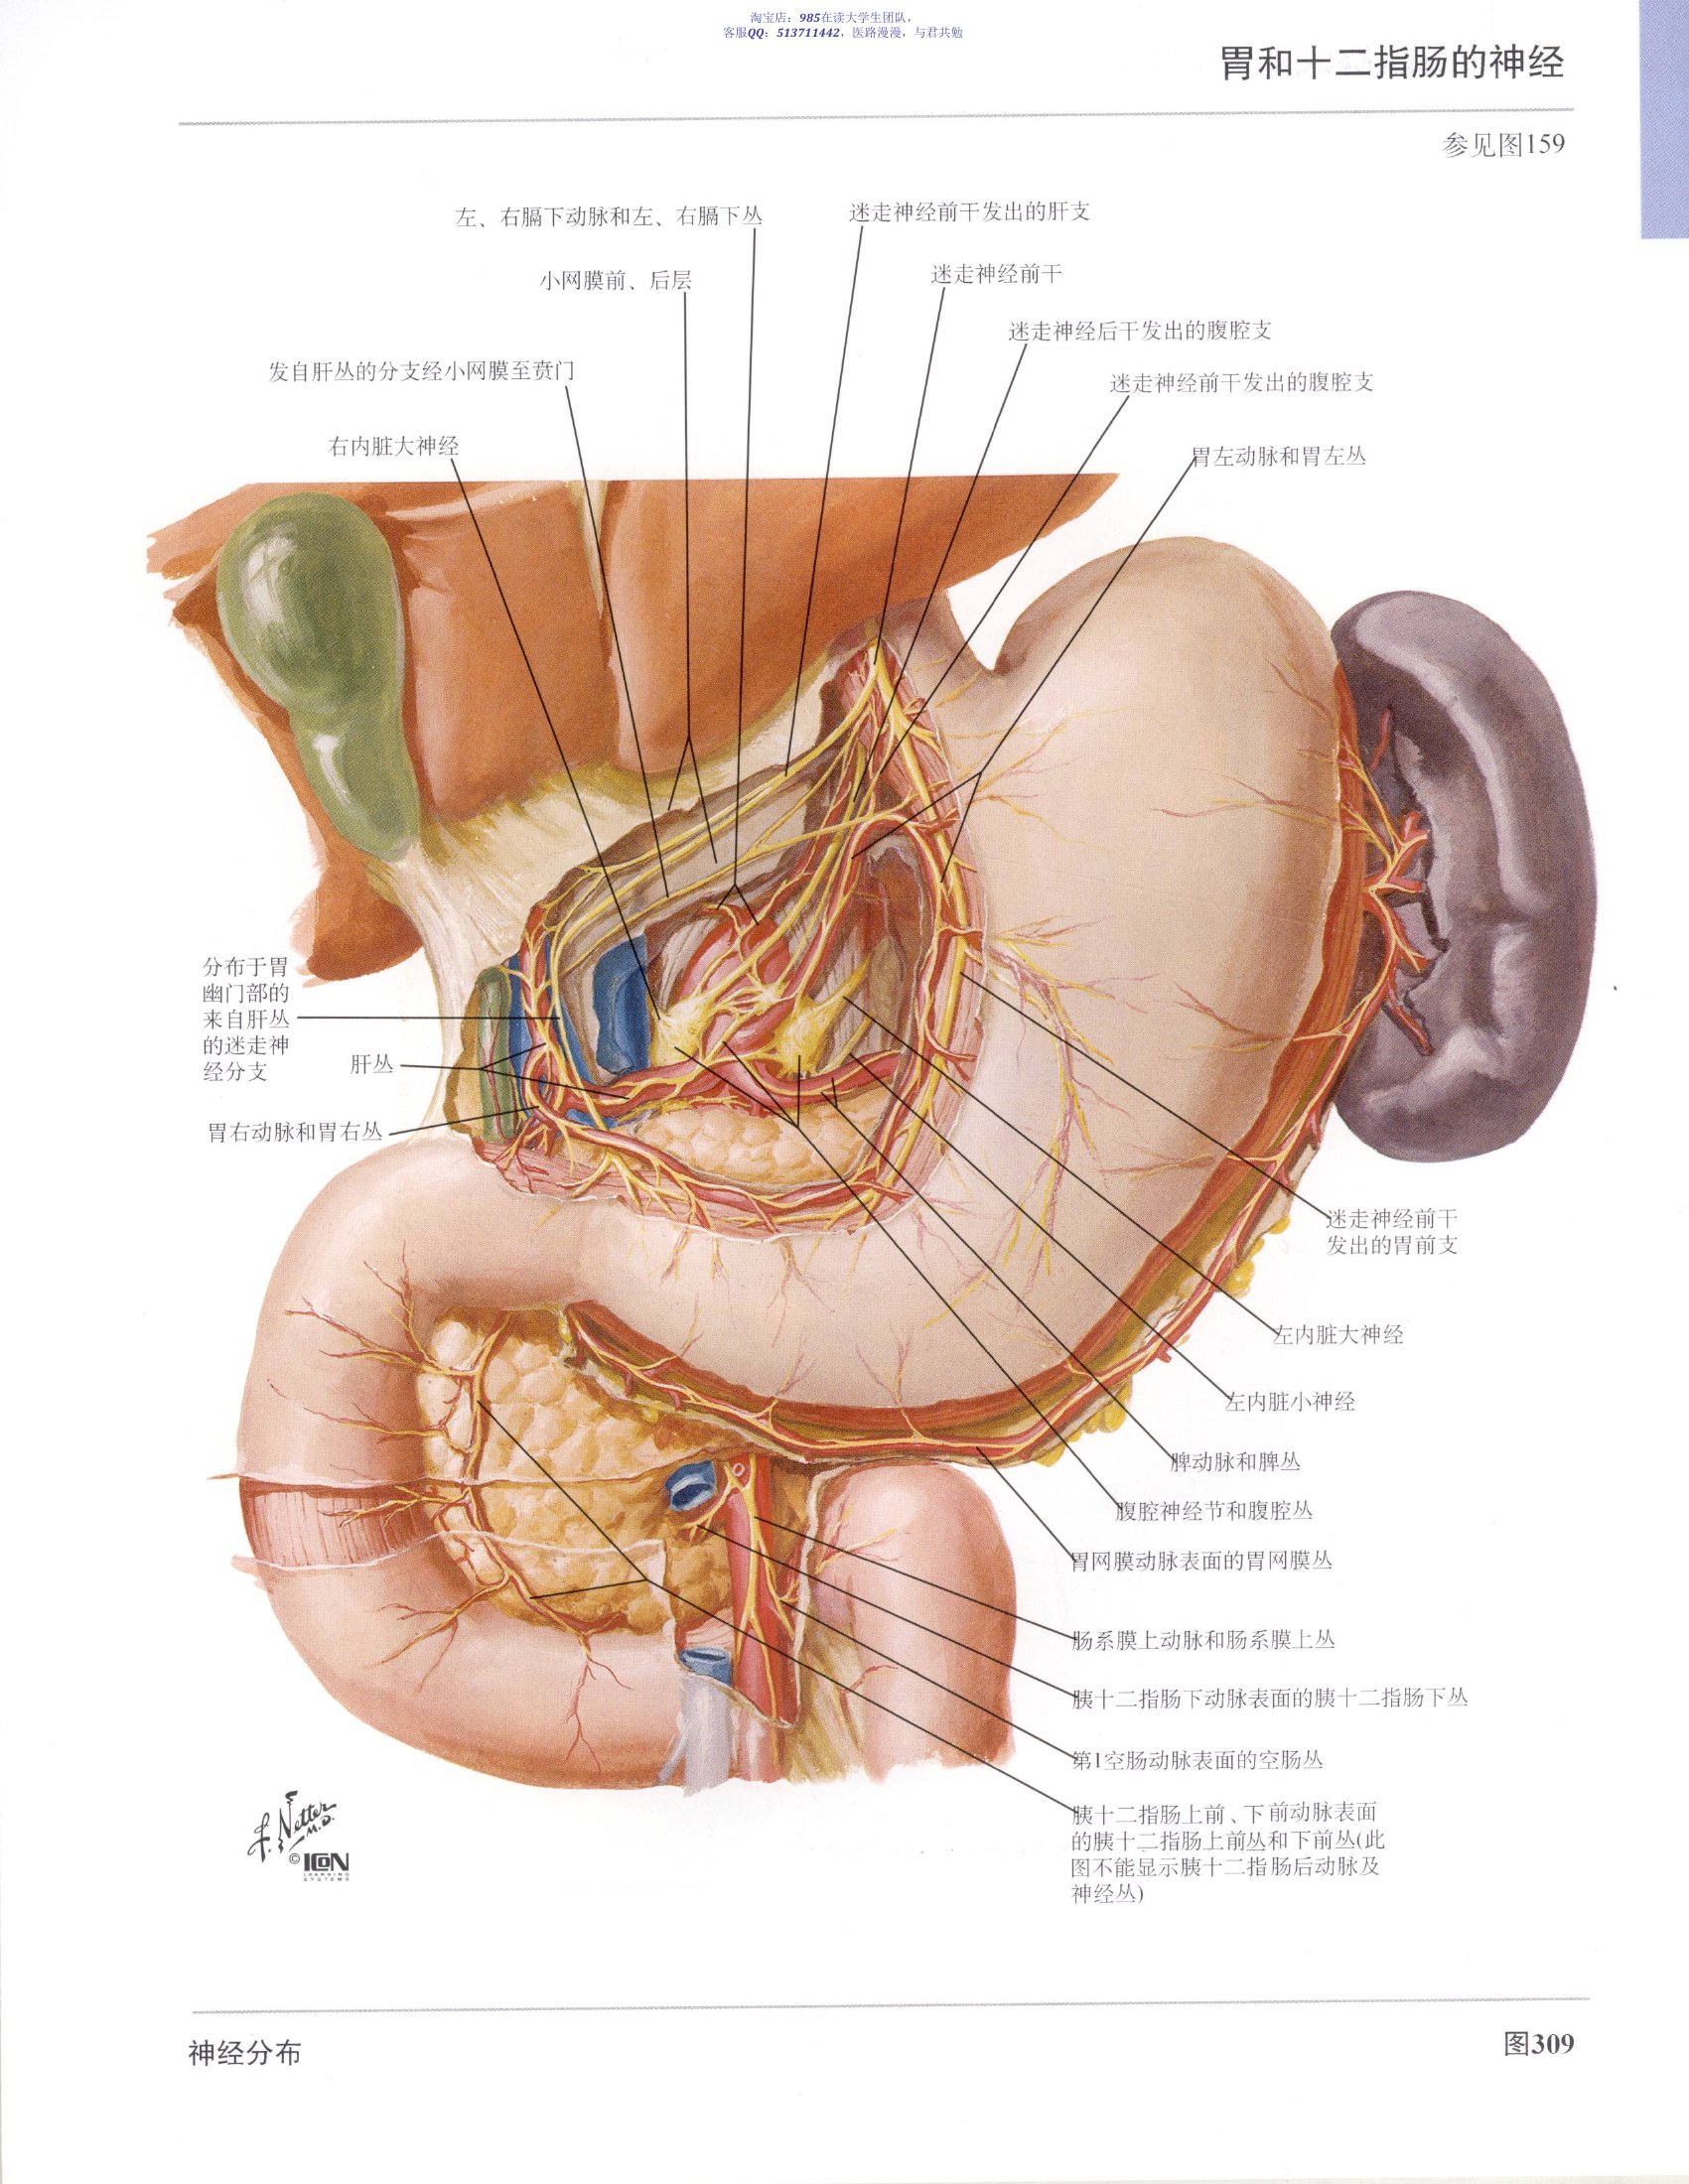 淘宝店：985在读大学生团队，
客服QQ：513711442，医路漫漫，与君共勉
胃和十二指肠的神经
参见图159
左、右膈下动脉和左、右膈下丛
迷走神经前干发出的肝支
小网膜前、后层
迷走神经前干
迷走神经后干发出的腹腔支
发自肝丛的分支经小网膜至贲门
迷走神经前干发出的腹腔支
右内脏大神经
胃左动脉和胃左丛
分布于胃
幽门部的
来自肝丛
的迷走神
经分支
肝丛
胃右动脉和胃右丛
迷走神经前干
发出的胃前支
左内脏大神经
左内脏小神经
脾动脉和脾丛
腹腔神经节和腹腔丛
胃网膜动脉表面的胃网膜丛
肠系膜上动脉和肠系膜上丛
胰十二指肠下动脉表面的胰十二指肠下丛
第1空肠动脉表面的空肠丛
胰十二指肠上前、下前动脉表面
的胰十二指肠上前丛和下前丛(此
图不能显示胰十二指肠后动脉及
神经丛)
F. Netter
M.D.
© ICON
LEARNING
SYSTEMS
神经分布
图309